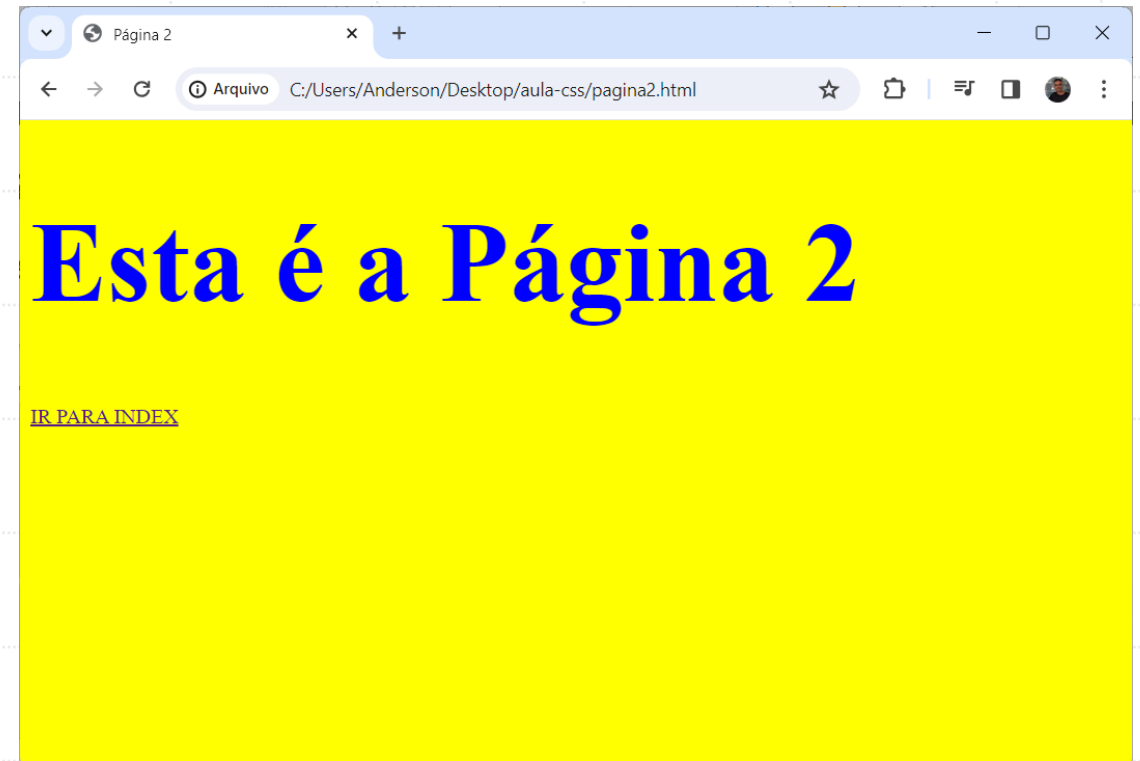 Página 2
Arquivo C:/Users/Anderson/Desktop/aula-css/pagina2.html
Esta é a Página 2
IR PARA INDEX